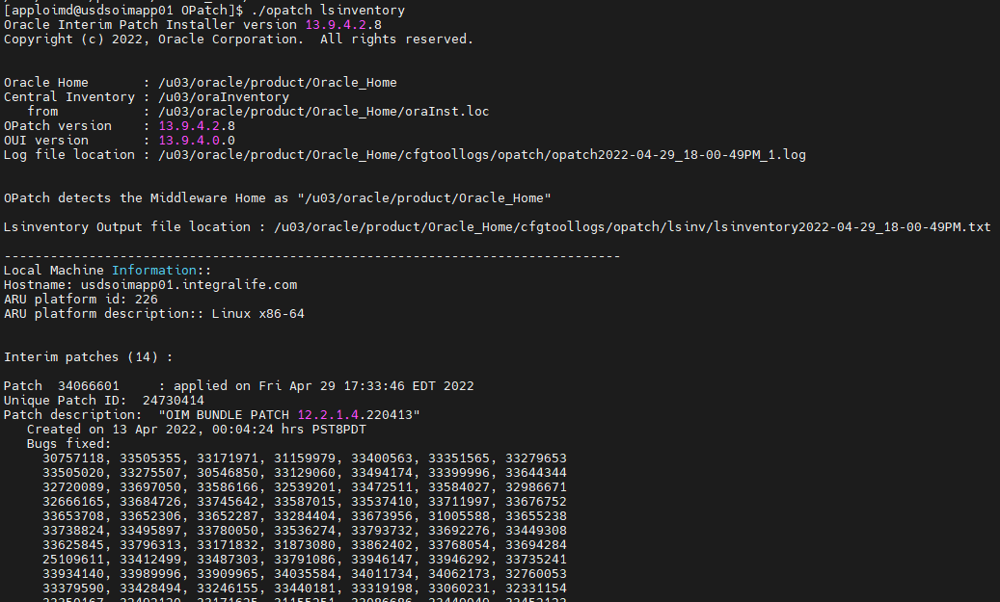 [apploimd@usdsoimapp01 OPatch]$ ./opatch lsinventory
Oracle Interim Patch Installer version 13.9.4.2.8
Copyright (c) 2022, Oracle Corporation.  All rights reserved.
Oracle Home       : /u03/oracle/product/Oracle_Home
Central Inventory : /u03/oraInventory
   from           : /u03/oracle/product/Oracle_Home/oraInst.loc
OPatch version    : 13.9.4.2.8
OUI version       : 13.9.4.0.0
Log file location : /u03/oracle/product/Oracle_Home/cfgtoollogs/opatch/opatch2022-04-29_18-00-49PM_1.log
OPatch detects the Middleware Home as "/u03/oracle/product/Oracle_Home"
Lsinventory Output file location : /u03/oracle/product/Oracle_Home/cfgtoollogs/opatch/lsinv/lsinventory2022-04-29_18-00-49PM.txt
--------------------------------------------------------------------------------
Local Machine Information::
Hostname: usdsoimapp01.integralife.com
ARU platform id: 226
ARU platform description:: Linux x86-64
Interim patches (14) :
Patch  34066601     : applied on Fri Apr 29 17:33:46 EDT 2022
Unique Patch ID:  24730414
Patch description:  "OIM BUNDLE PATCH 12.2.1.4.220413"
   Created on 13 Apr 2022, 00:04:24 hrs PST8PDT
   Bugs fixed:
     30757118, 33505355, 33171971, 31159979, 33400563, 33351565, 33279653
     33505020, 33275507, 30546850, 33129060, 33494174, 33399996, 33644344
     32720089, 33697050, 33586166, 32539201, 33472511, 33584027, 32986671
     32666165, 33684726, 33745642, 33587015, 33537410, 33711997, 33676752
     33653708, 33652306, 33652287, 33284404, 33673956, 31005588, 33655238
     33738824, 33495897, 33780050, 33536274, 33793732, 33692276, 33449308
     33625845, 33796313, 33171832, 31873080, 33862402, 33768054, 33694284
     25109611, 33412499, 33487303, 33791086, 33946147, 33946292, 33735241
     33934140, 33989996, 33909965, 34035584, 34011734, 34062173, 32760053
     33379590, 33428494, 33246155, 33440181, 33319198, 33060231, 32331154